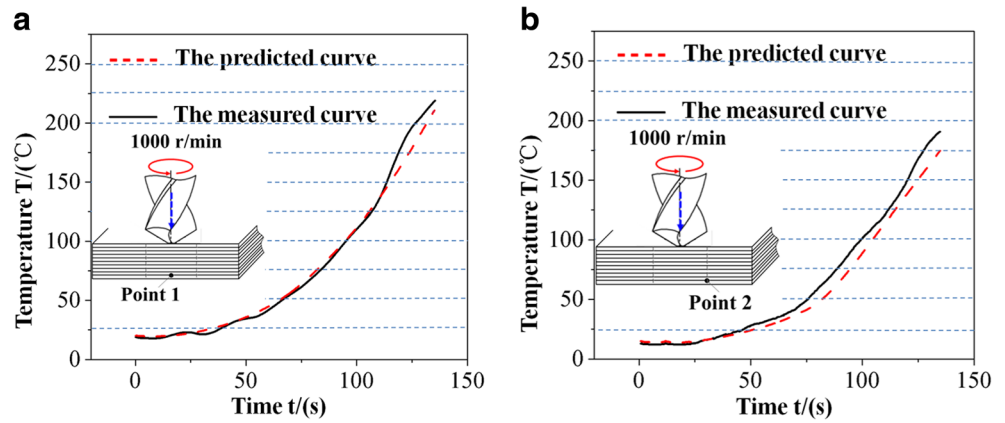 a
The predicted curve
The measured curve
1000 r/min
Point 1
Temperature T/(℃)
250
200
150
100
50
0
0 50 100 150
Time t/(s)
b
The predicted curve
The measured curve
1000 r/min
Point 2
Temperature T/(℃)
250
200
150
100
50
0
0 50 100 150
Time t/(s)